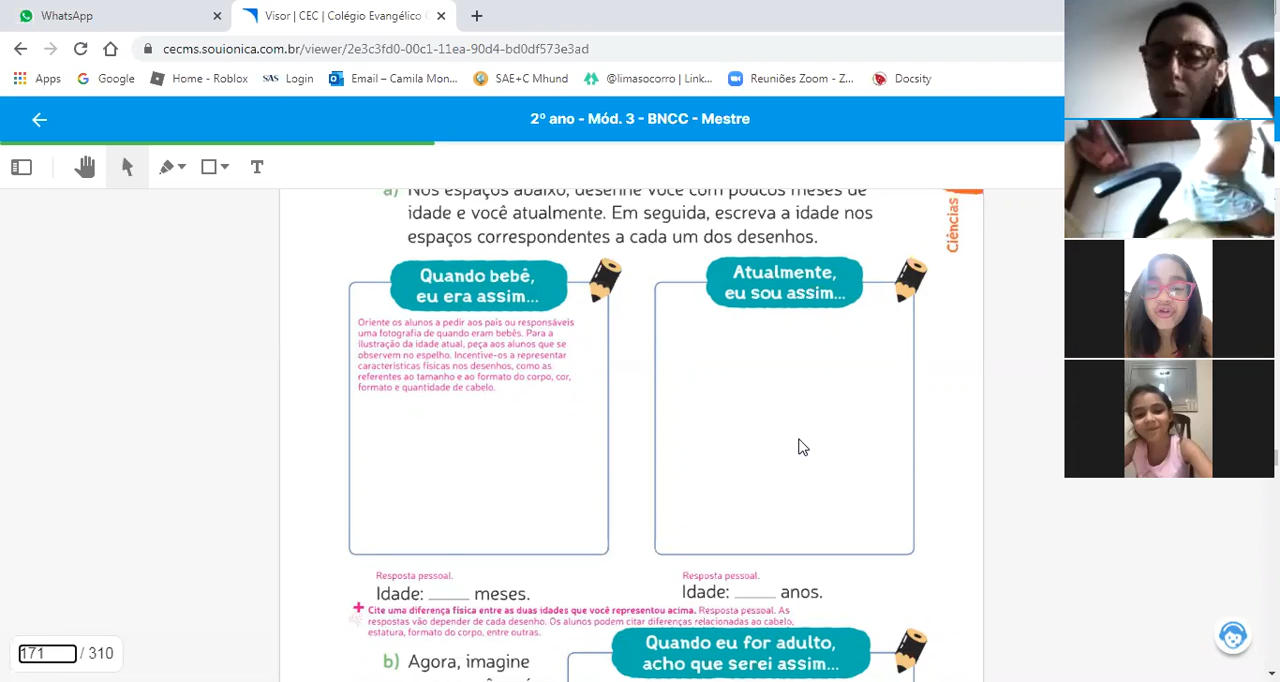 WhatsApp
Visor | CEC | Colégio Evangélico
cecms.souionica.com.br/viewer/2e3c3fd0-00c1-11ea-90d4-bd0df573e3ad
Apps Google Home - Roblox SAS Login Email – Camila Mon... SAE+C Mhund @limasocorro | Link... Reuniões Zoom - Z... Docsity
2º ano - Mód. 3 - BNCC - Mestre
T
a) Nos espaços abaixo, desenhe você com poucos meses de
idade e você atualmente. Em seguida, escreva a idade nos
espaços correspondentes a cada um dos desenhos.
Ciências
Quando bebê,
eu era assim...
Atualmente,
eu sou assim...
Oriente os alunos a pedir aos pais ou responsáveis
uma fotografia de quando eram bebês. Para a
ilustração da idade atual, peça aos alunos que se
observem no espelho. Incentive-os a representar
características físicas nos desenhos, como as
referentes ao tamanho e ao formato do corpo, cor,
formato e quantidade de cabelo.
Resposta pessoal.
Idade: _____ meses.
Resposta pessoal.
Idade: _____ anos.
+ Cite uma diferença física entre as duas idades que você representou acima. Resposta pessoal. As
respostas vão depender de cada desenho. Os alunos podem citar diferenças relacionadas ao cabelo,
estatura, formato do corpo, entre outras.
Quando eu for adulto,
acho que serei assim...
b) Agora, imagine
171 / 310